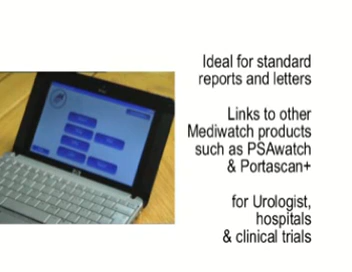 Ideal for standard
reports and letters
Links to other
Mediwatch products
such as PSAwatch
& Portascan+
for Urologist,
hospitals
& clinical trials